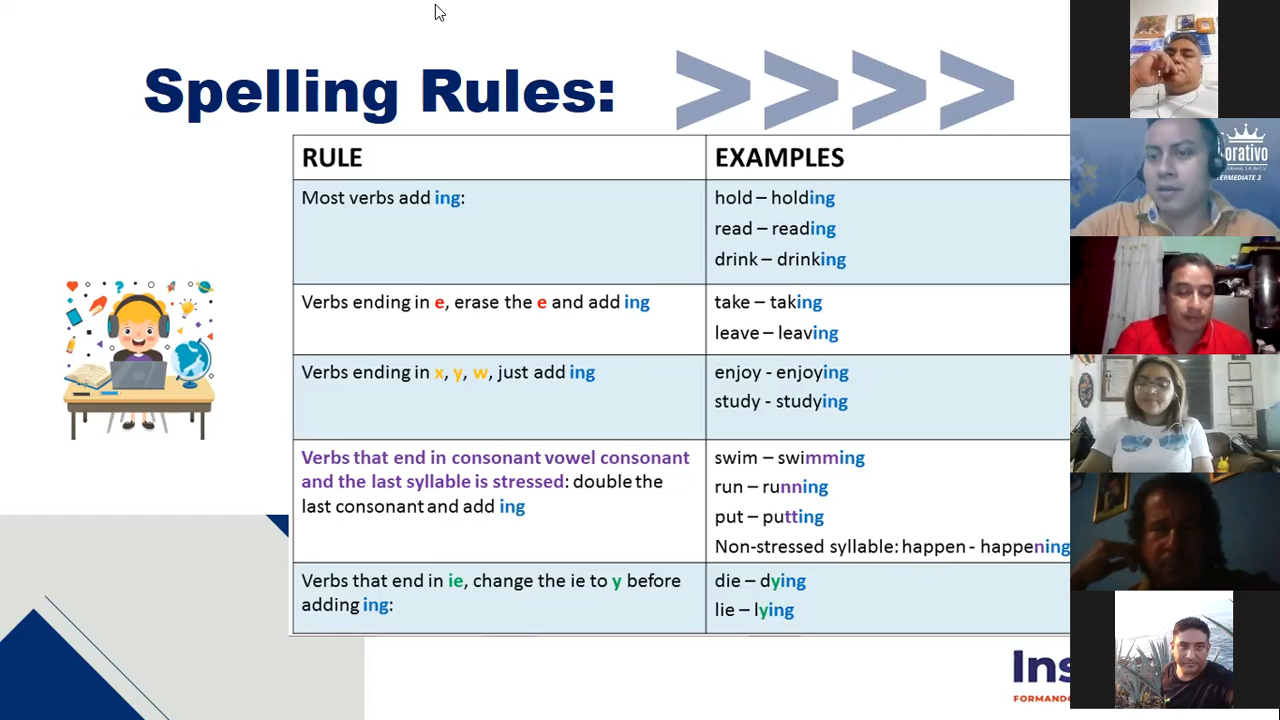 Spelling Rules:
RULE
EXAMPLES
Most verbs add ing:
hold – holding
read – reading
drink – drinking
Verbs ending in e, erase the e and add ing
take – taking
leave – leaving
Verbs ending in x, y, w, just add ing
enjoy - enjoying
study - studying
Verbs that end in consonant vowel consonant
and the last syllable is stressed: double the
last consonant and add ing
swim – swimming
run – running
put – putting
Non-stressed syllable: happen - happening
Verbs that end in ie, change the ie to y before
adding ing:
die – dying
lie – lying
orativo
ERMEDIATE 3
Ins
FORMANDO